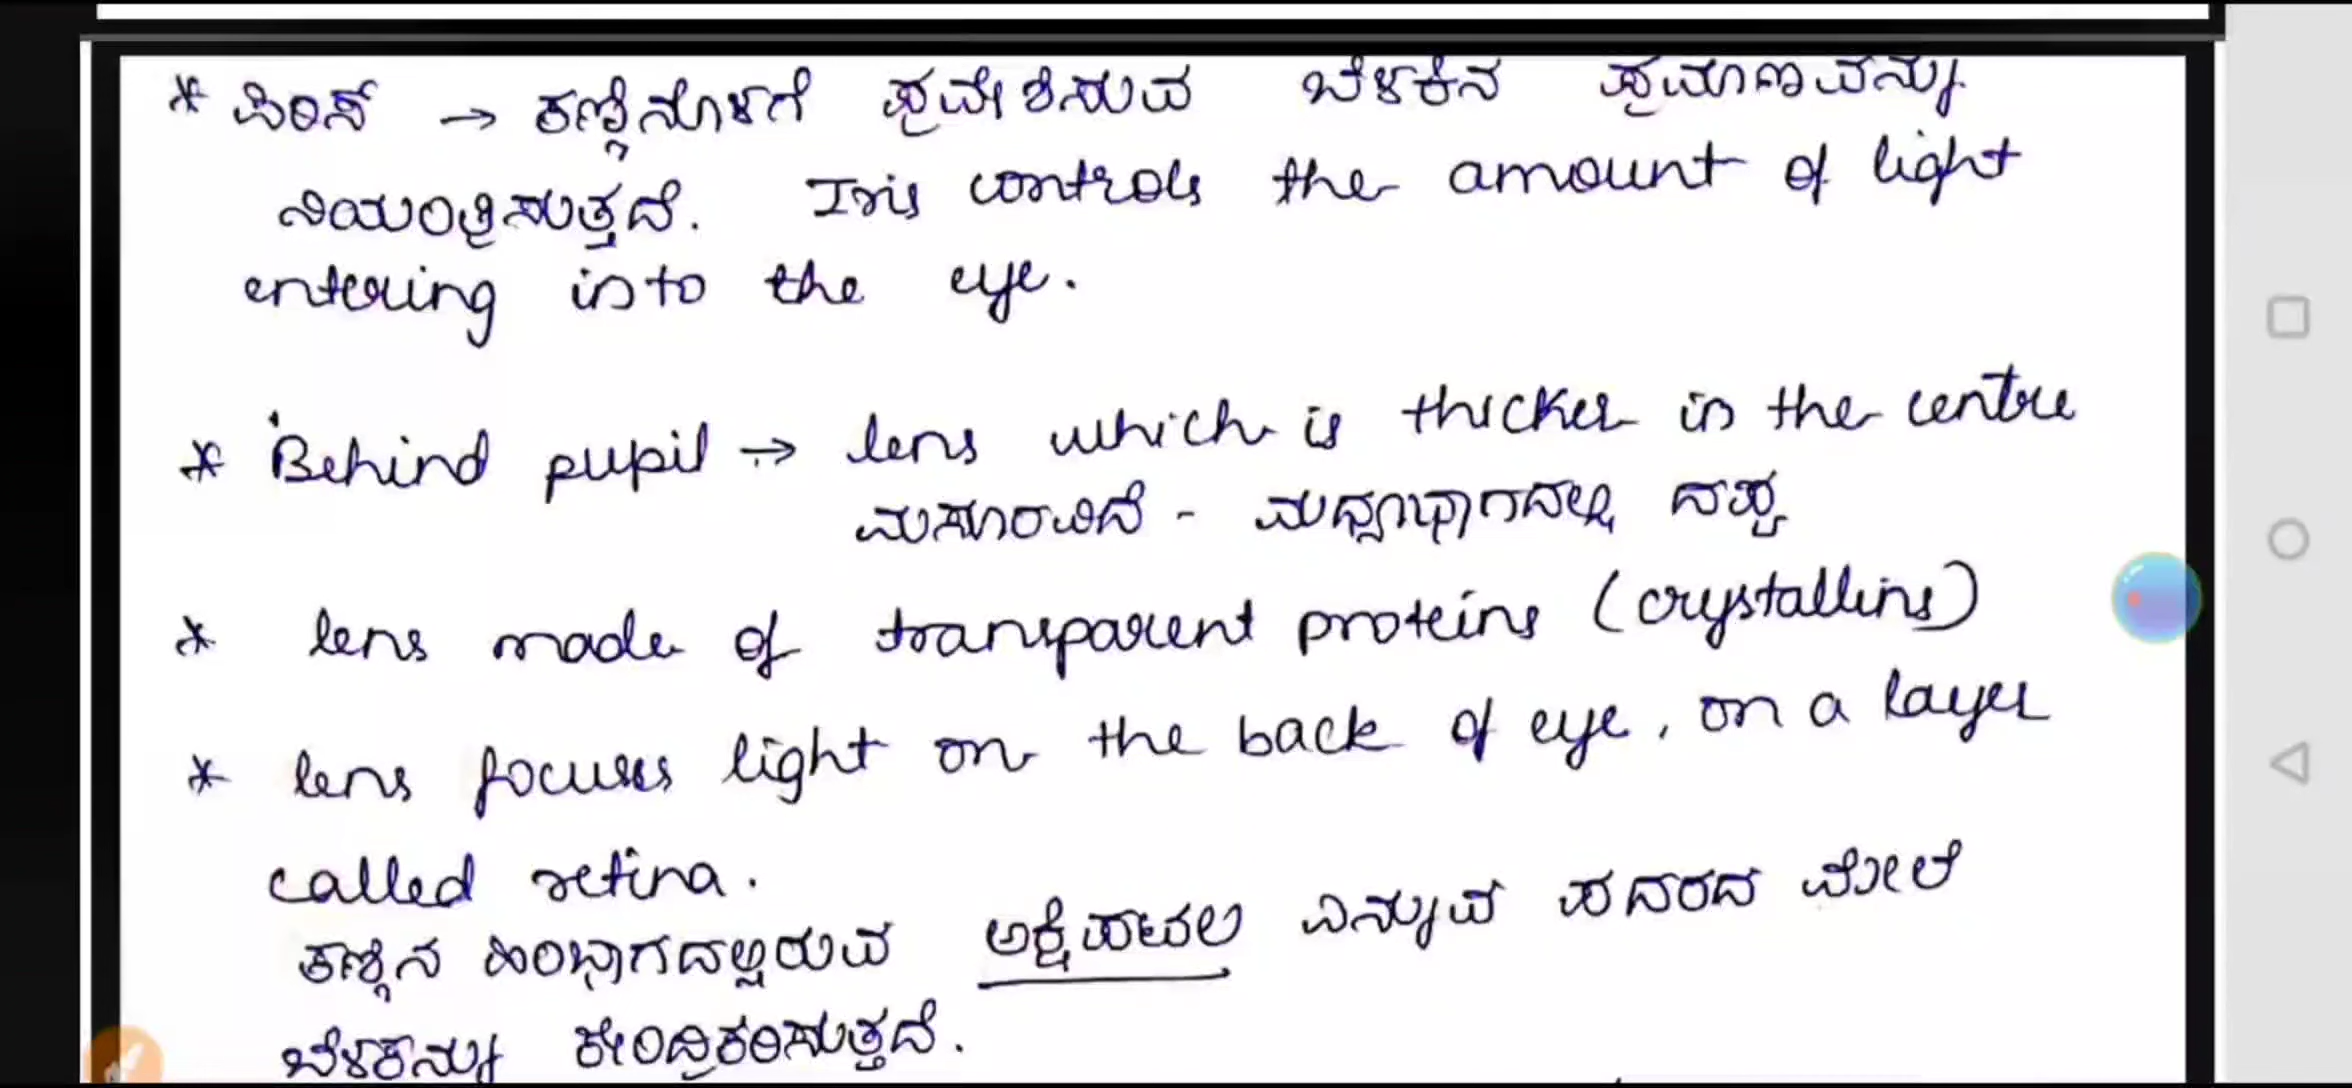 * ಐರಿಸ್ → ಕಣ್ಣಿನೊಳಗೆ ಪ್ರವೇಶಿಸುವ ಬೆಳಕಿನ ಪ್ರಮಾಣವನ್ನು
ನಿಯಂತ್ರಿಸುತ್ತದೆ. Iris controls the amount of light
entering into the eye.
* Behind pupil → lens which is thicker in the centre
ಮಸೂರವಿದೆ - ಮಧ್ಯಭಾಗದಲ್ಲಿ ದಪ್ಪ
* lens made of transparent proteins (crystallins)
* lens focuses light on the back of eye, on a layer
called retina.
ಕಣ್ಣಿನ ಹಿಂಭಾಗದಲ್ಲಿರುವ ಅಕ್ಷಿಪಟಲ ಎನ್ನುವ ಪದರದ ಮೇಲೆ
ಬೆಳಕನ್ನು ಕೇಂದ್ರಿಕರಿಸುತ್ತದೆ.